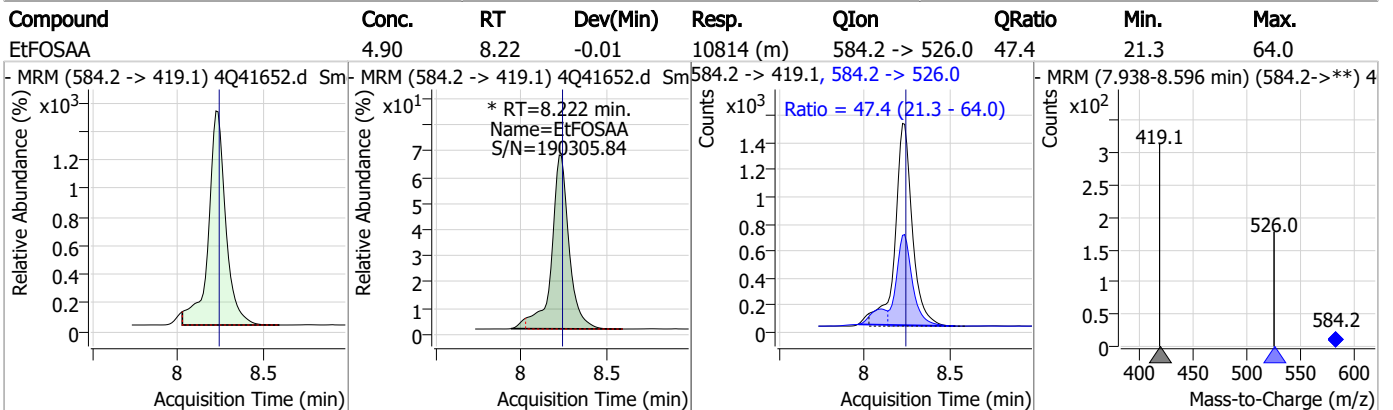 Compound Conc. RT Dev(Min) Resp. QIon QRatio Min. Max.
EtFOSAA 4.90 8.22 -0.01 10814 (m) 584.2 -> 526.0 47.4 21.3 64.0
- MRM (584.2 -> 419.1) 4Q41652.d Sm
Relative Abundance (%)
x10³
1.2
1
0.8
0.6
0.4
0.2
0
8 8.5
Acquisition Time (min)
- MRM (584.2 -> 419.1) 4Q41652.d Sm
Relative Abundance (%)
x10¹
* RT=8.222 min.
Name=EtFOSAA
S/N=190305.84
7
6
5
4
3
2
1
0
8 8.5
Acquisition Time (min)
584.2 -> 419.1, 584.2 -> 526.0
Counts
x10³
Ratio = 47.4 (21.3 - 64.0)
1.4
1.2
1
0.8
0.6
0.4
0.2
0
8 8.5
Acquisition Time (min)
- MRM (7.938-8.596 min) (584.2->**) 4
Counts
x10²
419.1
526.0
584.2
3
2.5
2
1.5
1
0.5
0
400 450 500 550 600
Mass-to-Charge (m/z)